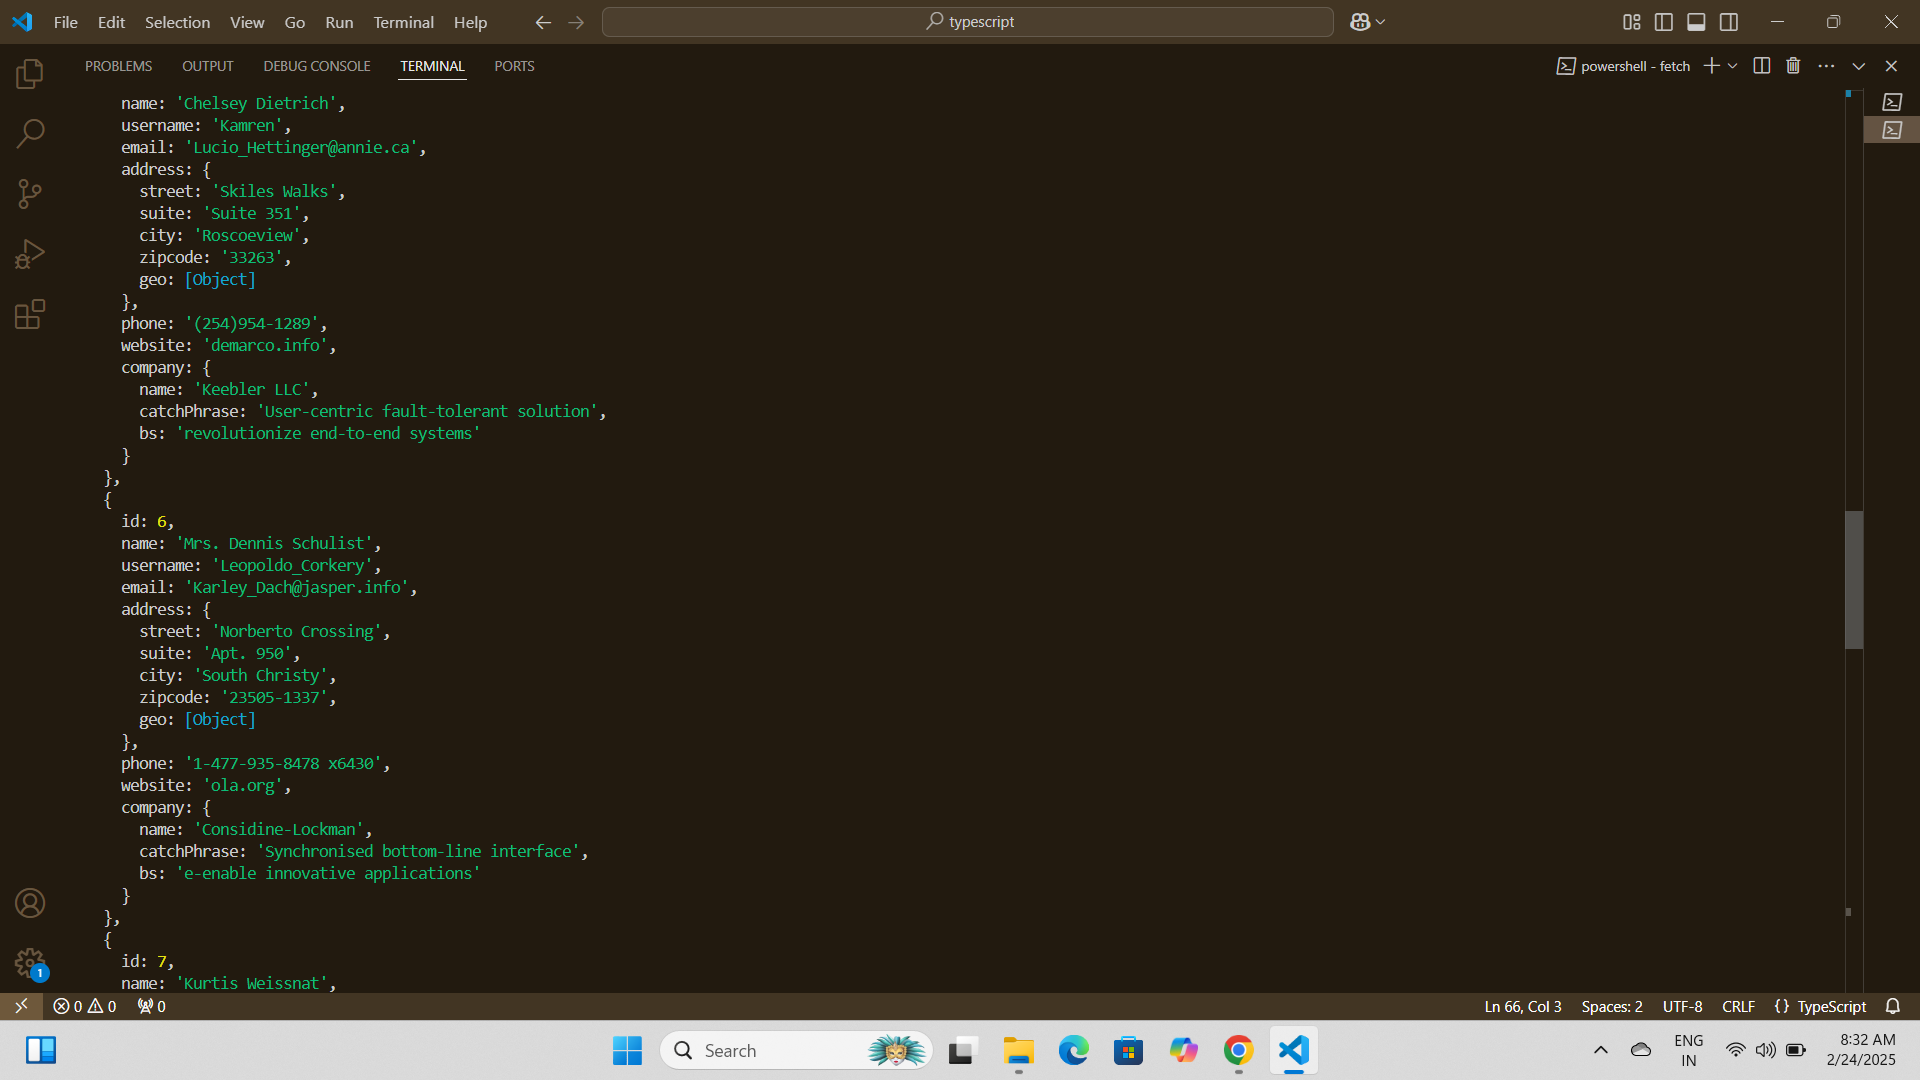 File Edit Selection View Go Run Terminal Help
typescript
PROBLEMS OUTPUT DEBUG CONSOLE TERMINAL PORTS
powershell - fetch
name: 'Chelsey Dietrich',
username: 'Kamren',
email: 'Lucio_Hettinger@annie.ca',
address: {
street: 'Skiles Walks',
suite: 'Suite 351',
city: 'Roscoeview',
zipcode: '33263',
geo: [Object]
},
phone: '(254)954-1289',
website: 'demarco.info',
company: {
name: 'Keebler LLC',
catchPhrase: 'User-centric fault-tolerant solution',
bs: 'revolutionize end-to-end systems'
}
},
{
id: 6,
name: 'Mrs. Dennis Schulist',
username: 'Leopoldo_Corkery',
email: 'Karley_Dach@jasper.info',
address: {
street: 'Norberto Crossing',
suite: 'Apt. 950',
city: 'South Christy',
zipcode: '23505-1337',
geo: [Object]
},
phone: '1-477-935-8478 x6430',
website: 'ola.org',
company: {
name: 'Considine-Lockman',
catchPhrase: 'Synchronised bottom-line interface',
bs: 'e-enable innovative applications'
}
},
{
id: 7,
name: 'Kurtis Weissnat',
1
0 0 0
Ln 66, Col 3 Spaces: 2 UTF-8 CRLF {} TypeScript
Search
ENG
IN
8:32 AM
2/24/2025